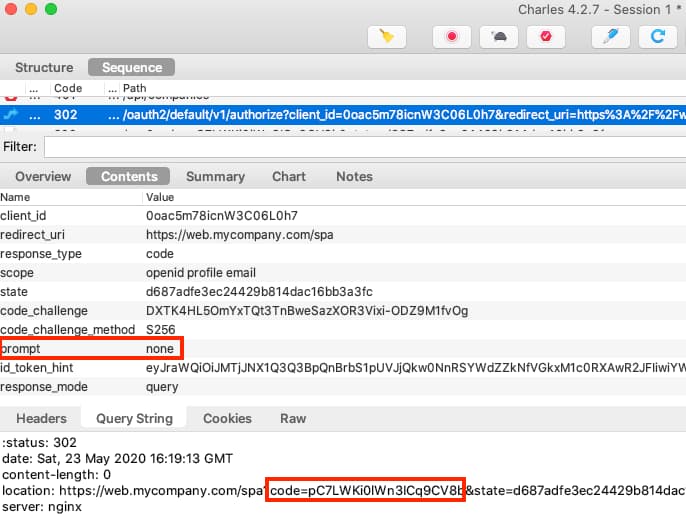 Charles 4.2.7 - Session 1 *
Structure Sequence
... Code ... Path
... 302 ... /oauth2/default/v1/authorize?client_id=0oac5m78icnW3C06L0h7&redirect_uri=https%3A%2F%2Fw
Filter:
Overview Contents Summary Chart Notes
Name Value
client_id 0oac5m78icnW3C06L0h7
redirect_uri https://web.mycompany.com/spa
response_type code
scope openid profile email
state d687adfe3ec24429b814dac16bb3a3fc
code_challenge DXTK4HL5OmYxTQt3TnBweSazXOR3Vixi-ODZ9M1fvOg
code_challenge_method S256
prompt none
id_token_hint eyJraWQiOiJMTjJNX1Q3Q3BpQnBrbS1pUVJjQkw0NnRSYWdZZkNfVGkxM1c0RXAwR2JFIiwiYW
response_mode query
Headers Query String Cookies Raw
:status: 302
date: Sat, 23 May 2020 16:19:13 GMT
content-length: 0
location: https://web.mycompany.com/spa?code=pC7LWKi0lWn3lCq9CV8b&state=d687adfe3ec24429b814dac
server: nginx